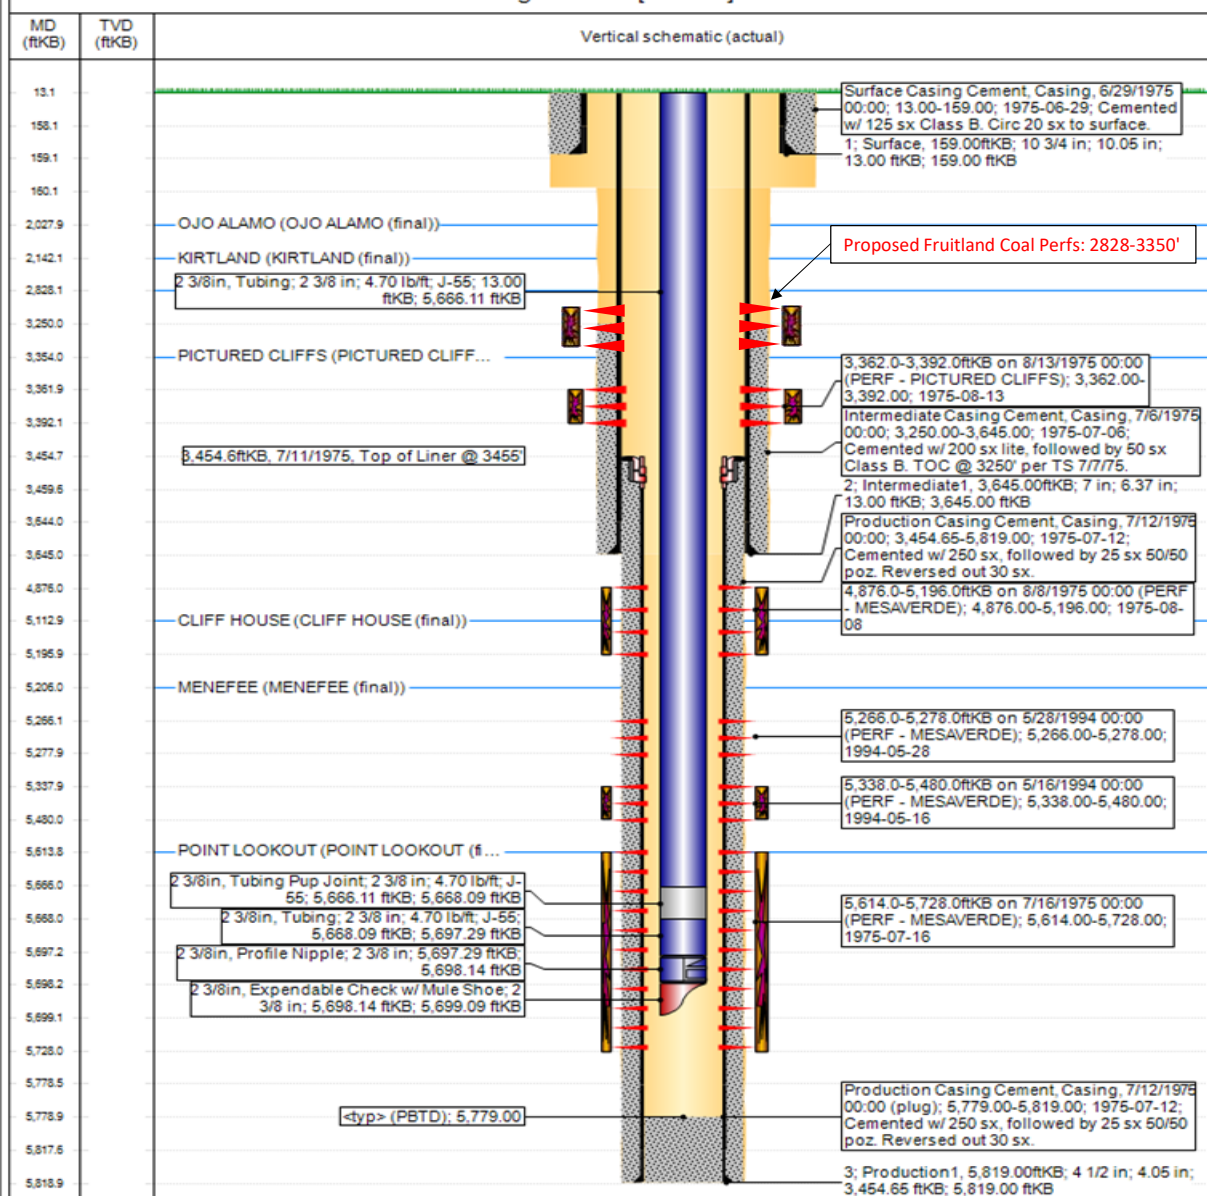 MD
(ftKB)
TVD
(ftKB)
Vertical schematic (actual)
13.1
158.1
159.1
160.1
2,027.9
2,142.1
2,828.1
3,250.0
3,354.0
3,361.9
3,392.1
3,454.7
3,459.6
3,544.0
3,645.0
4,876.0
5,112.9
5,195.9
5,206.0
5,266.1
5,277.9
5,337.9
5,480.0
5,613.8
5,666.0
5,668.0
5,697.2
5,698.2
5,699.1
5,728.0
5,778.5
5,778.9
5,817.6
5,818.9
OJO ALAMO (OJO ALAMO (final))
KIRTLAND (KIRTLAND (final))
2 3/8in, Tubing; 2 3/8 in; 4.70 lb/ft; J-55; 13.00
ftKB; 5,666.11 ftKB
PICTURED CLIFFS (PICTURED CLIFF...
3,454.6ftKB, 7/11/1975, Top of Liner @ 3455'
CLIFF HOUSE (CLIFF HOUSE (final))
MENEFEE (MENEFEE (final))
POINT LOOKOUT (POINT LOOKOUT (fi...
2 3/8in, Tubing Pup Joint; 2 3/8 in; 4.70 lb/ft; J-
55; 5,666.11 ftKB; 5,668.09 ftKB
2 3/8in, Tubing; 2 3/8 in; 4.70 lb/ft; J-55;
5,668.09 ftKB; 5,697.29 ftKB
2 3/8in, Profile Nipple; 2 3/8 in; 5,697.29 ftKB;
5,698.14 ftKB
2 3/8in, Expendable Check w/ Mule Shoe; 2
3/8 in; 5,698.14 ftKB; 5,699.09 ftKB
<typ> (PBTD); 5,779.00
Surface Casing Cement, Casing, 6/29/1975
00:00; 13.00-159.00; 1975-06-29; Cemented
w/ 125 sx Class B. Circ 20 sx to surface.
1; Surface, 159.00ftKB; 10 3/4 in; 10.05 in;
13.00 ftKB; 159.00 ftKB
Proposed Fruitland Coal Perfs: 2828-3350'
3,362.0-3,392.0ftKB on 8/13/1975 00:00
(PERF - PICTURED CLIFFS); 3,362.00-
3,392.00; 1975-08-13
Intermediate Casing Cement, Casing, 7/6/1975
00:00; 3,250.00-3,645.00; 1975-07-06;
Cemented w/ 200 sx lite, followed by 50 sx
Class B. TOC @ 3250' per TS 7/7/75.
2; Intermediate1, 3,645.00ftKB; 7 in; 6.37 in;
13.00 ftKB; 3,645.00 ftKB
Production Casing Cement, Casing, 7/12/1975
00:00; 3,454.65-5,819.00; 1975-07-12;
Cemented w/ 250 sx, followed by 25 sx 50/50
poz. Reversed out 30 sx.
4,876.0-5,196.0ftKB on 8/8/1975 00:00 (PERF
- MESAVERDE); 4,876.00-5,196.00; 1975-08-
08
5,266.0-5,278.0ftKB on 5/28/1994 00:00
(PERF - MESAVERDE); 5,266.00-5,278.00;
1994-05-28
5,338.0-5,480.0ftKB on 5/16/1994 00:00
(PERF - MESAVERDE); 5,338.00-5,480.00;
1994-05-16
5,614.0-5,728.0ftKB on 7/16/1975 00:00
(PERF - MESAVERDE); 5,614.00-5,728.00;
1975-07-16
Production Casing Cement, Casing, 7/12/1975
00:00 (plug); 5,779.00-5,819.00; 1975-07-12;
Cemented w/ 250 sx, followed by 25 sx 50/50
poz. Reversed out 30 sx.
3; Production1, 5,819.00ftKB; 4 1/2 in; 4.05 in;
3,454.65 ftKB; 5,819.00 ftKB